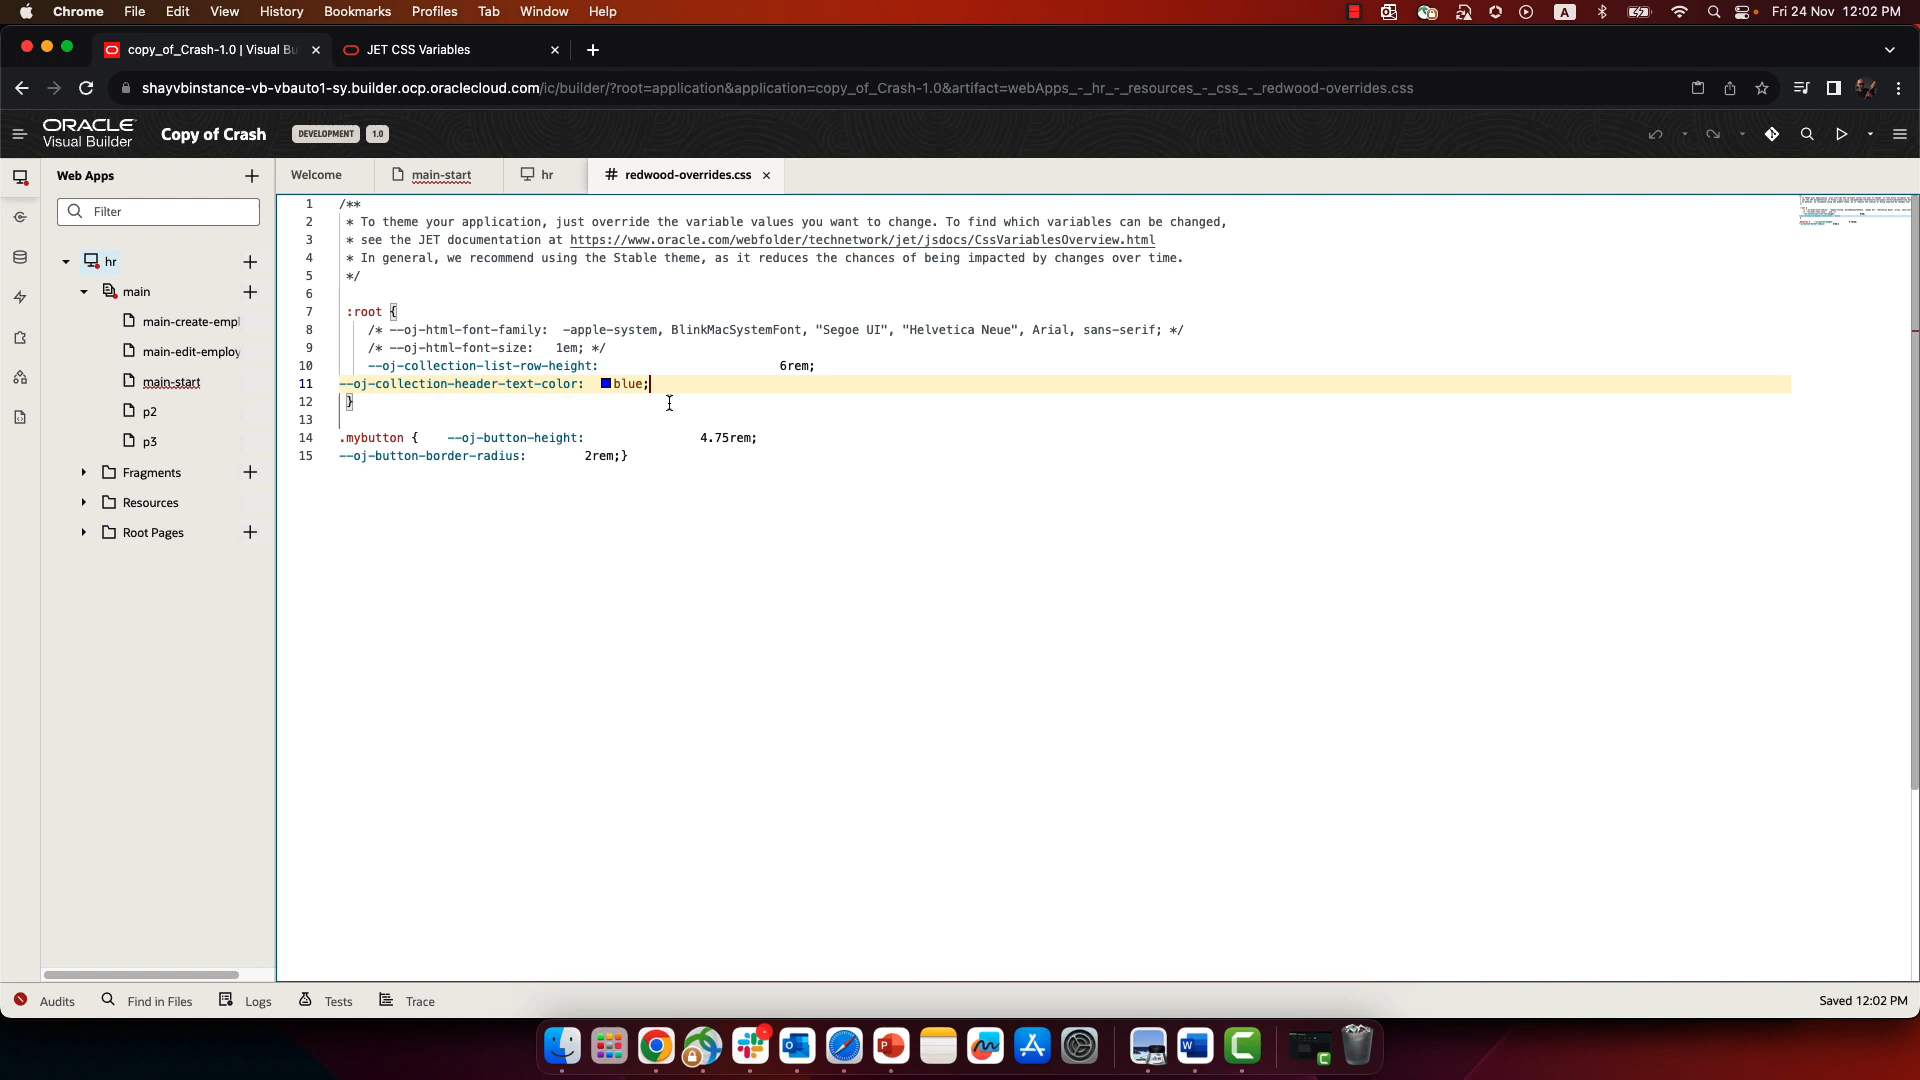 Chrome File Edit View History Bookmarks Profiles Tab Window Help A Fri 24 Nov 12:02 PM
copy_of_Crash-1.0 | Visual Bu JET CSS Variables
shayvbinstance-vb-vbauto1-sy.builder.ocp.oraclecloud.com/ic/builder/?root=application&application=copy_of_Crash-1.0&artifact=webApps_-_hr_-_resources_-_css_-_redwood-overrides.css
ORACLE
Visual Builder
Copy of Crash DEVELOPMENT 1.0
Web Apps
Welcome main-start hr # redwood-overrides.css
Filter
hr
main
main-create-empl
main-edit-employ
main-start
p2
p3
Fragments
Resources
Root Pages
1 /**
2 * To theme your application, just override the variable values you want to change. To find which variables can be changed,
3 * see the JET documentation at https://www.oracle.com/webfolder/technetwork/jet/jsdocs/CssVariablesOverview.html
4 * In general, we recommend using the Stable theme, as it reduces the chances of being impacted by changes over time.
5 */
6
7 :root {
8 /* --oj-html-font-family: -apple-system, BlinkMacSystemFont, "Segoe UI", "Helvetica Neue", Arial, sans-serif; */
9 /* --oj-html-font-size: 1em; */
10 --oj-collection-list-row-height: 6rem;
11 --oj-collection-header-text-color: blue;
12 }
13
14 .mybutton { --oj-button-height: 4.75rem;
15 --oj-button-border-radius: 2rem;}
Audits Find in Files Logs Tests Trace Saved 12:02 PM